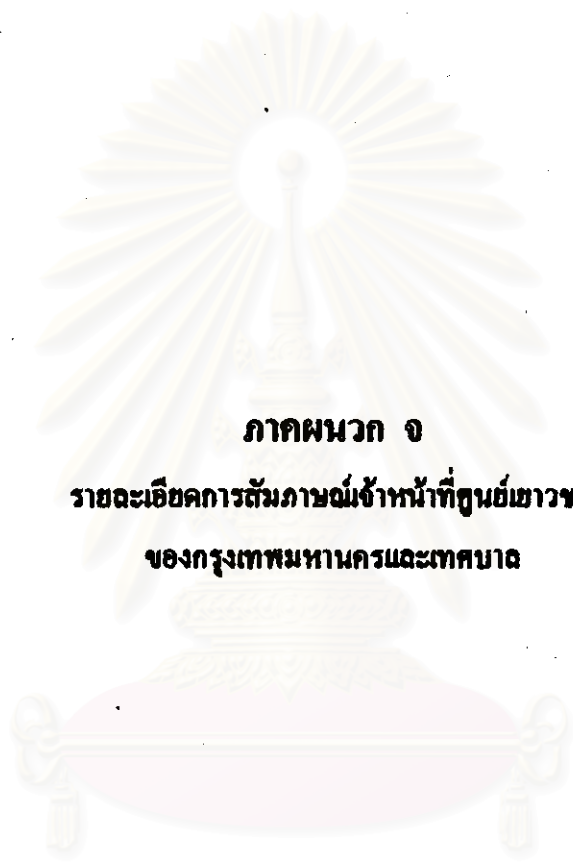 ภาคผนวก จ
รายละเอียดการสัมภาษณ์เจ้าหน้าที่ศูนย์เยาวช
ของกรุงเทพมหานครและเทศบาล